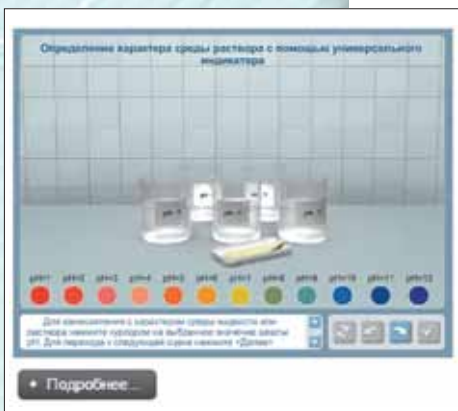 Определение характера среды раствора с помощью универсального
индикатора
pH=1 pH=2 pH=3 pH=4 pH=5 pH=6 pH=7 pH=8 pH=9 pH=10 pH=11 pH=12
Для ознакомления с характером среды жидкости или
раствора нажмите курсором на выбранное значение шкалы
pH. Для перехода к следующей сцене нажмите «Далее»
• Подробнее...